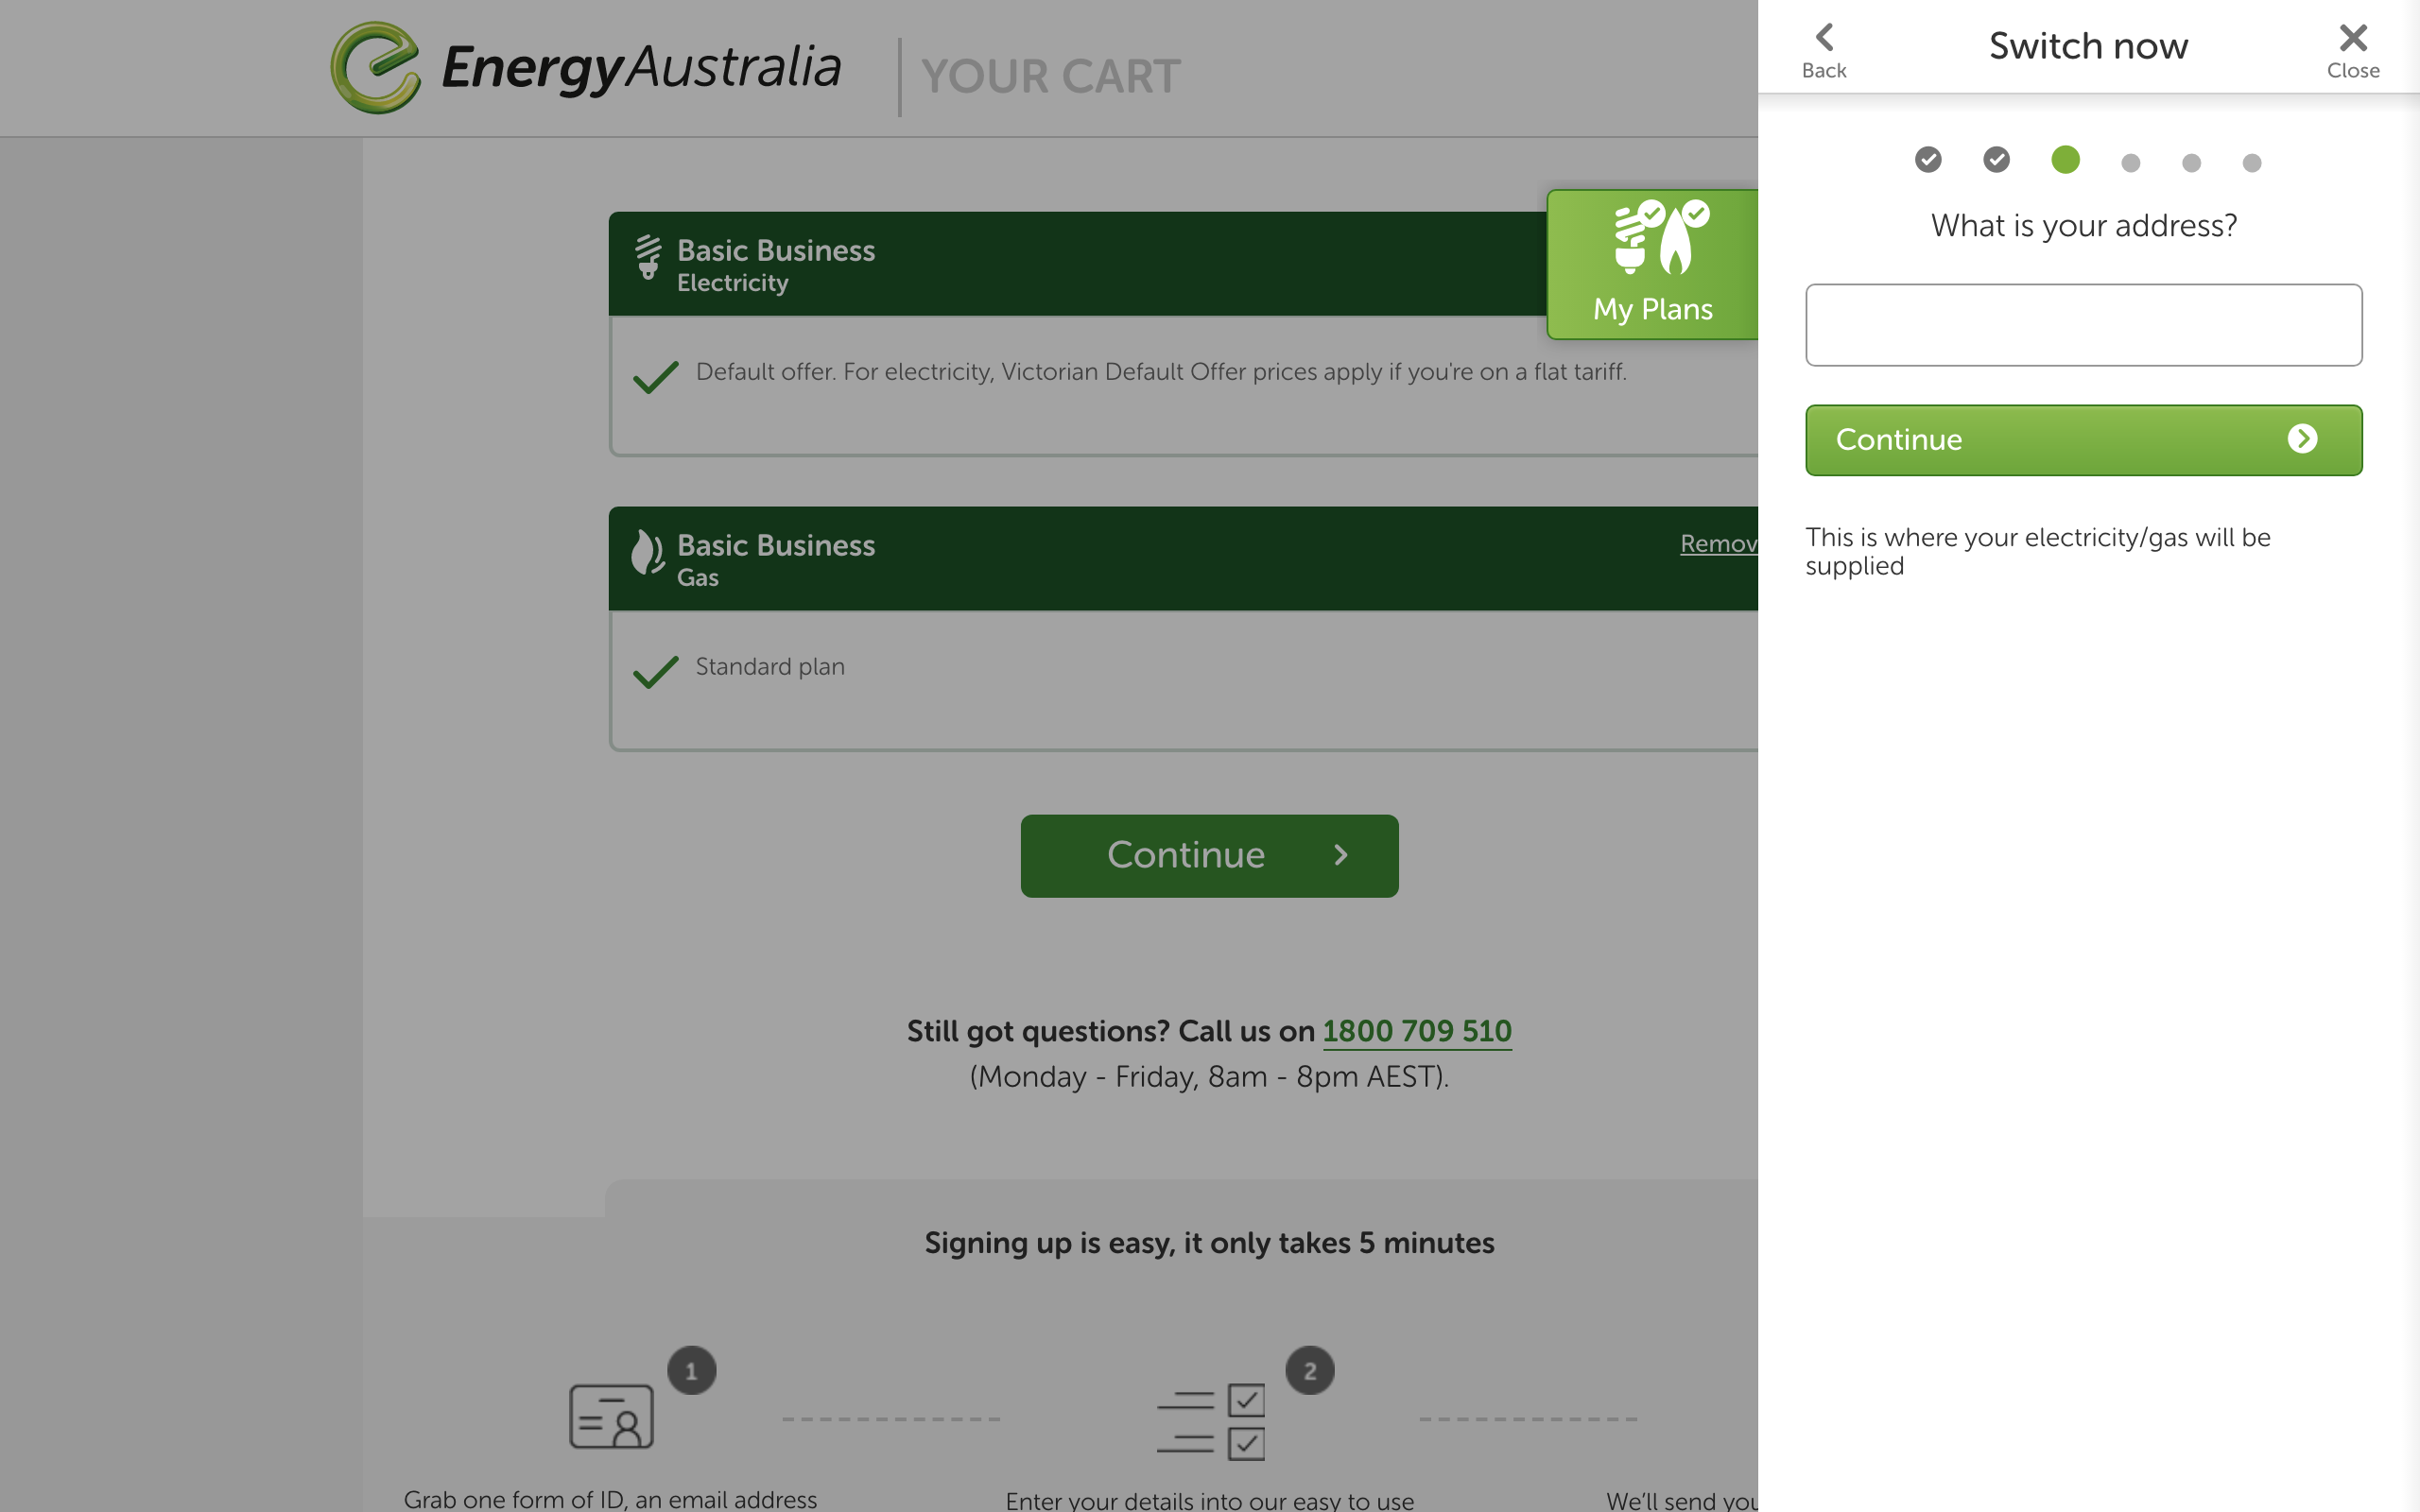 EnergyAustralia
YOUR CART
Back
Switch now
Close
What is your address?
Continue
This is where your electricity/gas will be
supplied
My Plans
Basic Business
Electricity
Default offer. For electricity, Victorian Default Offer prices apply if you're on a flat tariff.
Basic Business
Gas
Remov
Standard plan
Continue
Still got questions? Call us on 1800 709 510
(Monday - Friday, 8am - 8pm AEST).
Signing up is easy, it only takes 5 minutes
1
2
Grab one form of ID, an email address
Enter your details into our easy to use
We'll send you